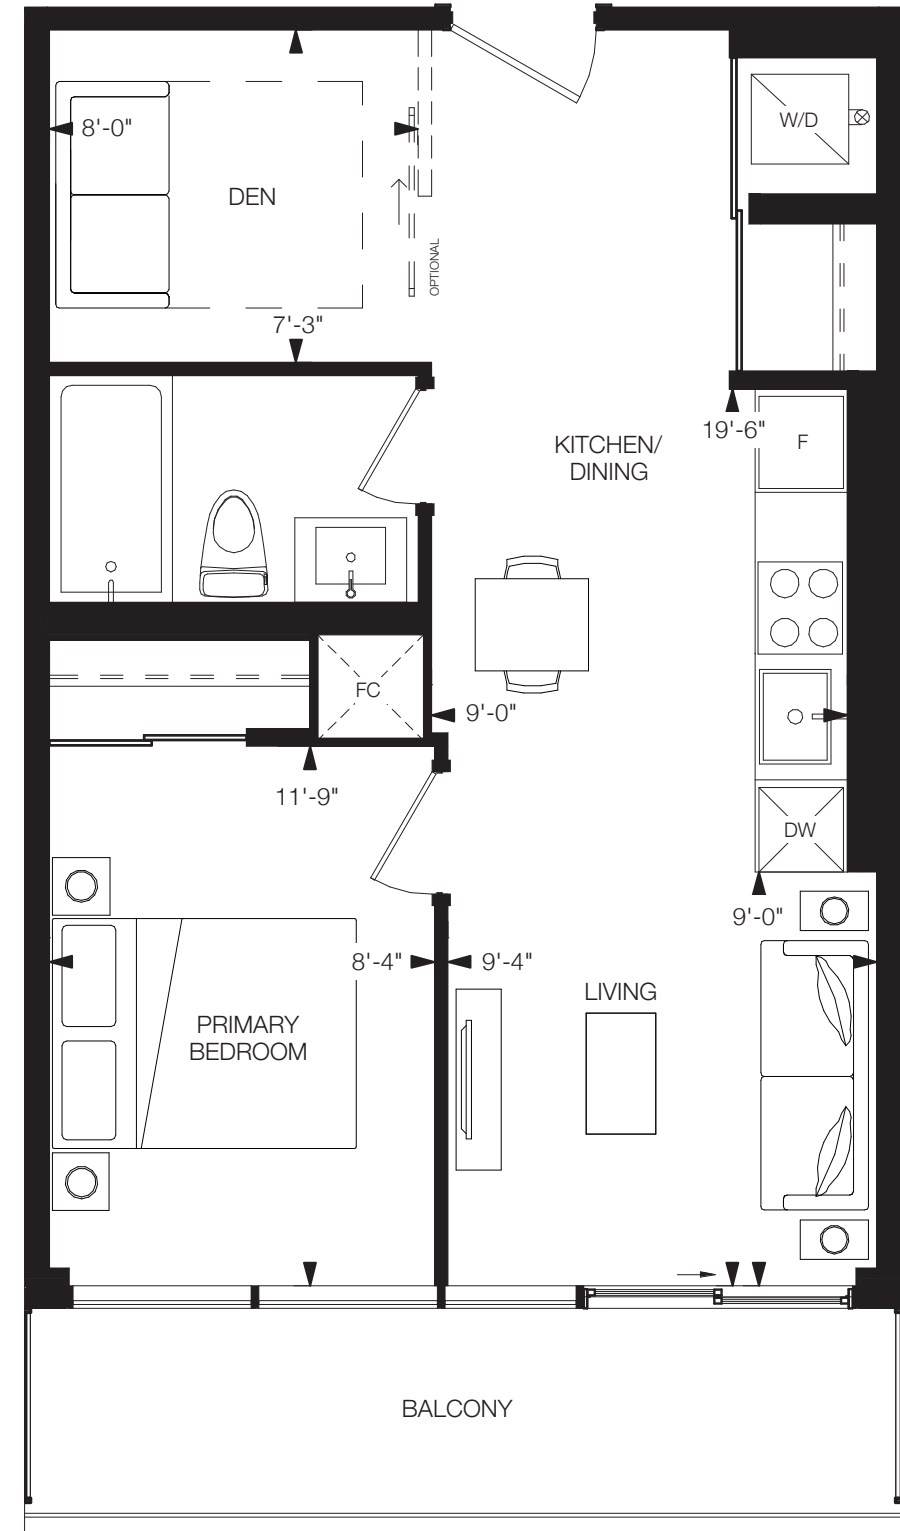 W/D
8'-0"
DEN
OPTIONAL
7'-3"
19'-6"
F
KITCHEN/
DINING
FC
9'-0"
11'-9"
DW
9'-0"
8'-4"
9'-4"
LIVING
PRIMARY
BEDROOM
BALCONY